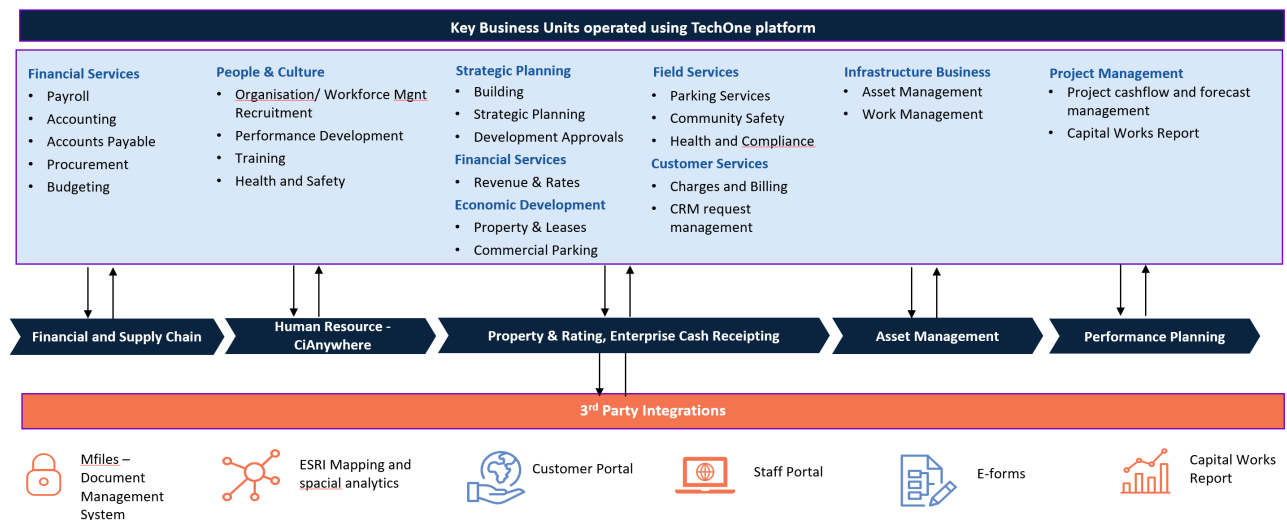 Key Business Units operated using TechOne platform
Financial Services
• Payroll
• Accounting
• Accounts Payable
• Procurement
• Budgeting
People & Culture
• Organisation/ Workforce Mgnt
Recruitment
• Performance Development
• Training
• Health and Safety
Strategic Planning
• Building
• Strategic Planning
• Development Approvals
Financial Services
• Revenue & Rates
Economic Development
• Property & Leases
• Commercial Parking
Field Services
• Parking Services
• Community Safety
• Health and Compliance
Customer Services
• Charges and Billing
• CRM request
management
Infrastructure Business
• Asset Management
• Work Management
Project Management
• Project cashflow and forecast
management
• Capital Works Report
Financial and Supply Chain
Human Resource -
CiAnywhere
Property & Rating, Enterprise Cash Receipting
Asset Management
Performance Planning
3rd Party Integrations
Mfiles –
Document
Management
System
ESRI Mapping and
spacial analytics
Customer Portal
Staff Portal
E-forms
Capital Works
Report